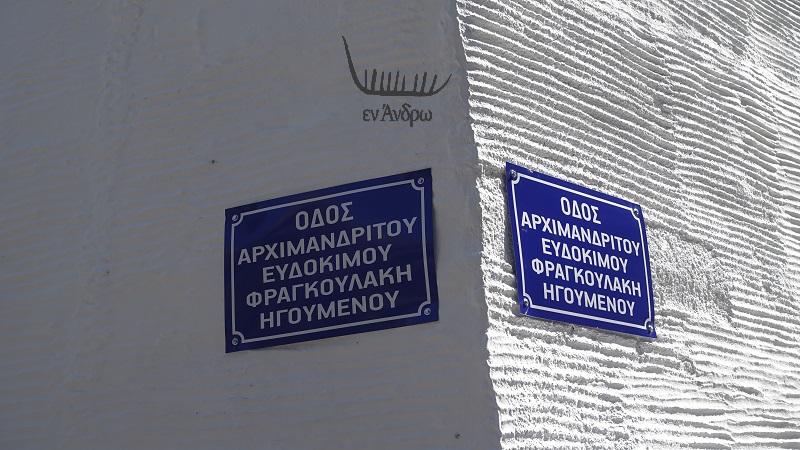 εν Άνδρω
ΟΔΟΣ
ΑΡΧΙΜΑΝΔΡΙΤΟΥ
ΕΥΔΟΚΙΜΟΥ
ΦΡΑΓΚΟΥΛΑΚΗ
ΗΓΟΥΜΕΝΟΥ
ΟΔΟΣ
ΑΡΧΙΜΑΝΔΡΙΤΟΥ
ΕΥΔΟΚΙΜΟΥ
ΦΡΑΓΚΟΥΛΑΚΗ
ΗΓΟΥΜΕΝΟΥ